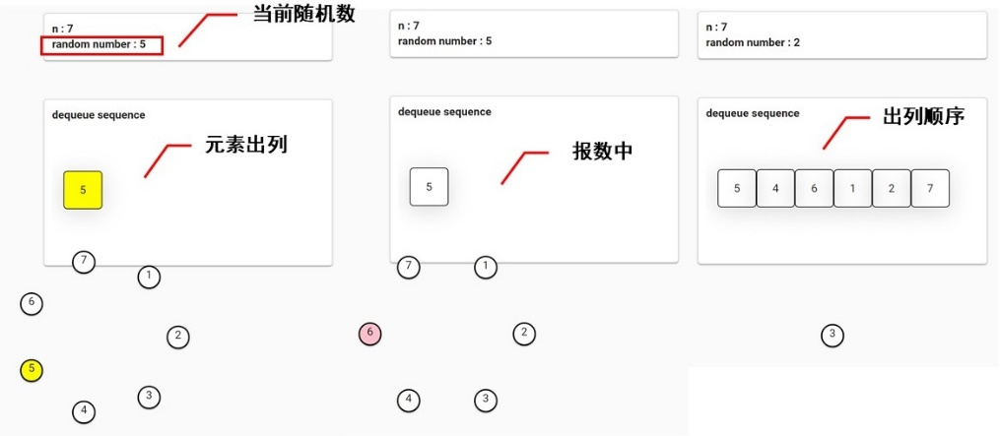 n : 7
random number : 5
当前随机数
dequeue sequence
元素出列
5
7
1
6
2
5
3
4
n : 7
random number : 5
dequeue sequence
报数中
5
7
1
6
2
4
3
n : 7
random number : 2
dequeue sequence
出列顺序
5 4 6 1 2 7
3